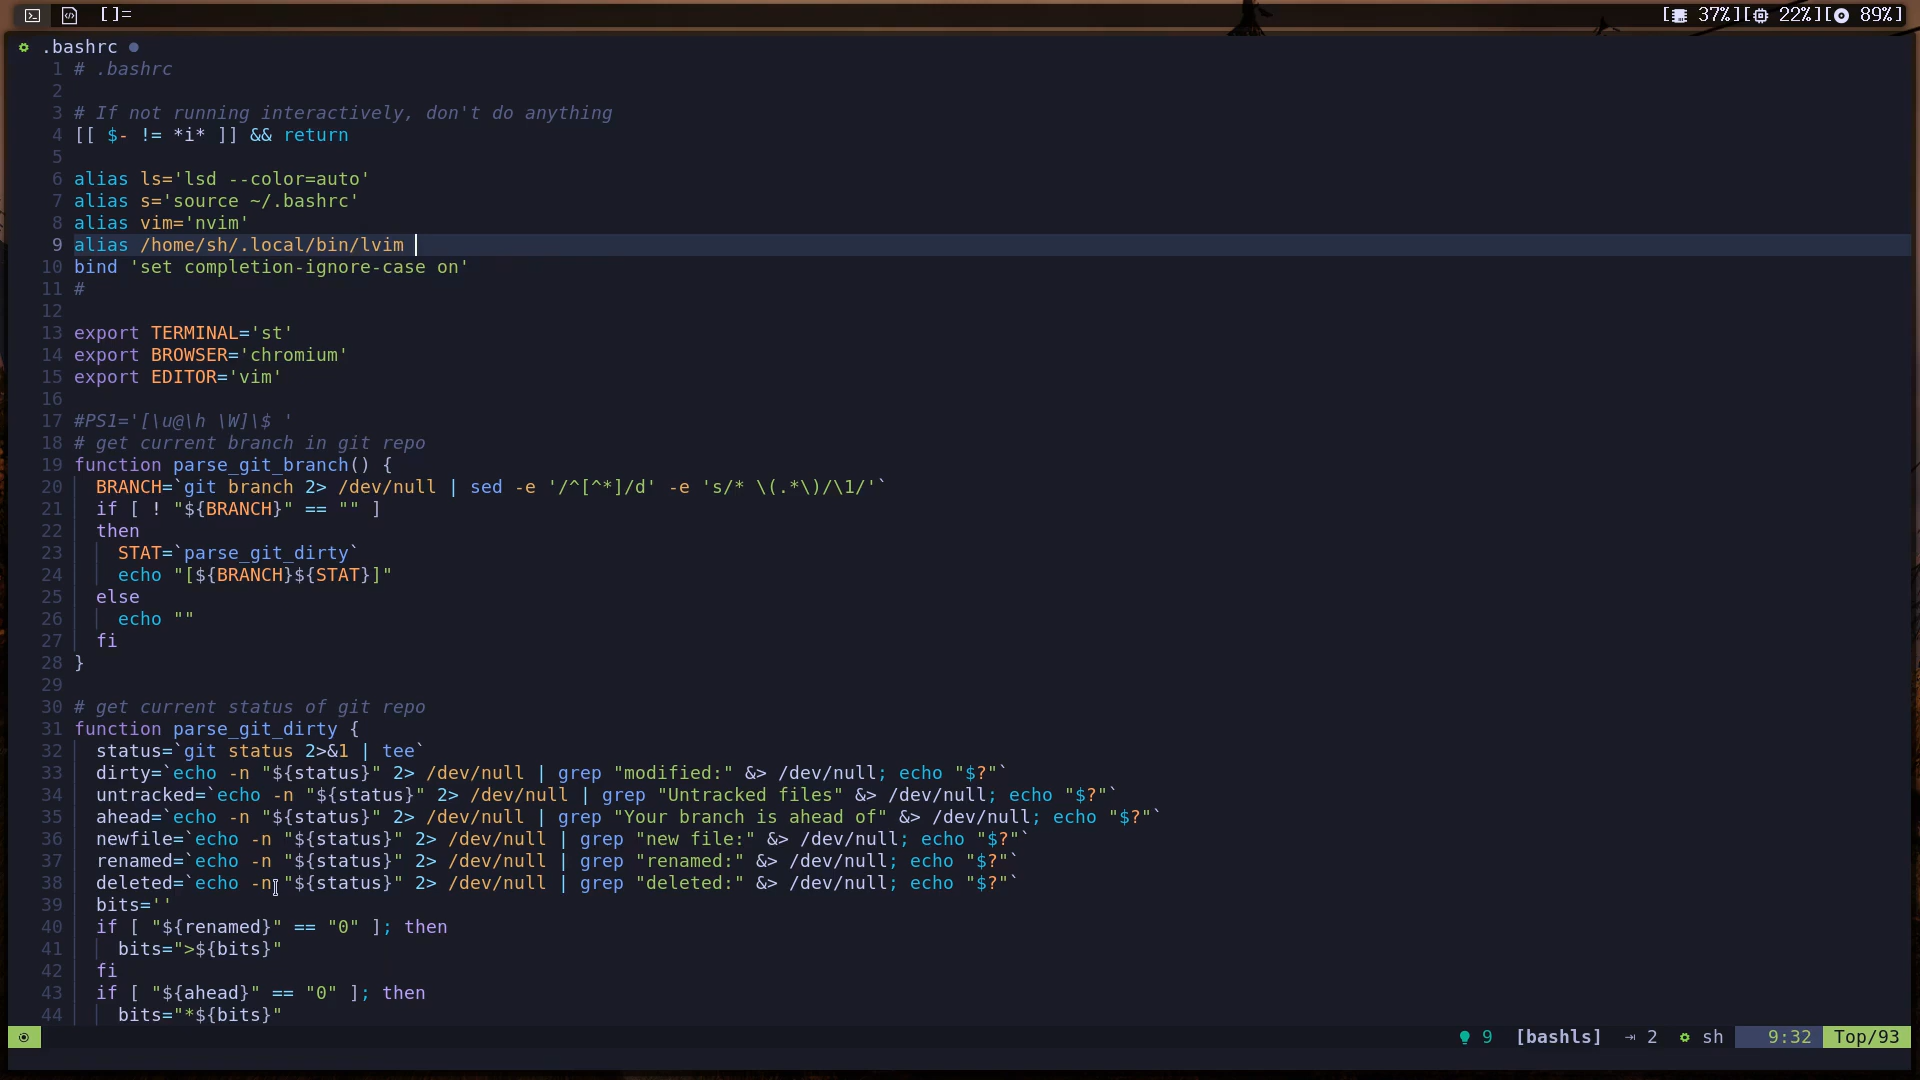 []= [ 37%][ 22%][ 89%]
.bashrc
1 # .bashrc
2
3 # If not running interactively, don't do anything
4 [[ $- != *i* ]] && return
5
6 alias ls='lsd --color=auto'
7 alias s='source ~/.bashrc'
8 alias vim='nvim'
9 alias /home/sh/.local/bin/lvim
10 bind 'set completion-ignore-case on'
11 #
12
13 export TERMINAL='st'
14 export BROWSER='chromium'
15 export EDITOR='vim'
16
17 #PS1='[\u@\h \W]\$ '
18 # get current branch in git repo
19 function parse_git_branch() {
20 BRANCH=`git branch 2> /dev/null | sed -e '/^[^*]/d' -e 's/* \(.*\)/\1/'`
21 if [ ! "${BRANCH}" == "" ]
22 then
23 STAT=`parse_git_dirty`
24 echo "[${BRANCH}${STAT}]"
25 else
26 echo ""
27 fi
28 }
29
30 # get current status of git repo
31 function parse_git_dirty {
32 status=`git status 2>&1 | tee`
33 dirty=`echo -n "${status}" 2> /dev/null | grep "modified:" &> /dev/null; echo "$?"`
34 untracked=`echo -n "${status}" 2> /dev/null | grep "Untracked files" &> /dev/null; echo "$?"`
35 ahead=`echo -n "${status}" 2> /dev/null | grep "Your branch is ahead of" &> /dev/null; echo "$?"`
36 newfile=`echo -n "${status}" 2> /dev/null | grep "new file:" &> /dev/null; echo "$?"`
37 renamed=`echo -n "${status}" 2> /dev/null | grep "renamed:" &> /dev/null; echo "$?"`
38 deleted=`echo -n "${status}" 2> /dev/null | grep "deleted:" &> /dev/null; echo "$?"`
39 bits=''
40 if [ "${renamed}" == "0" ]; then
41 bits=">${bits}"
42 fi
43 if [ "${ahead}" == "0" ]; then
44 bits="*${bits}"
9 [bashls] ⇥ 2 sh 9:32 Top/93